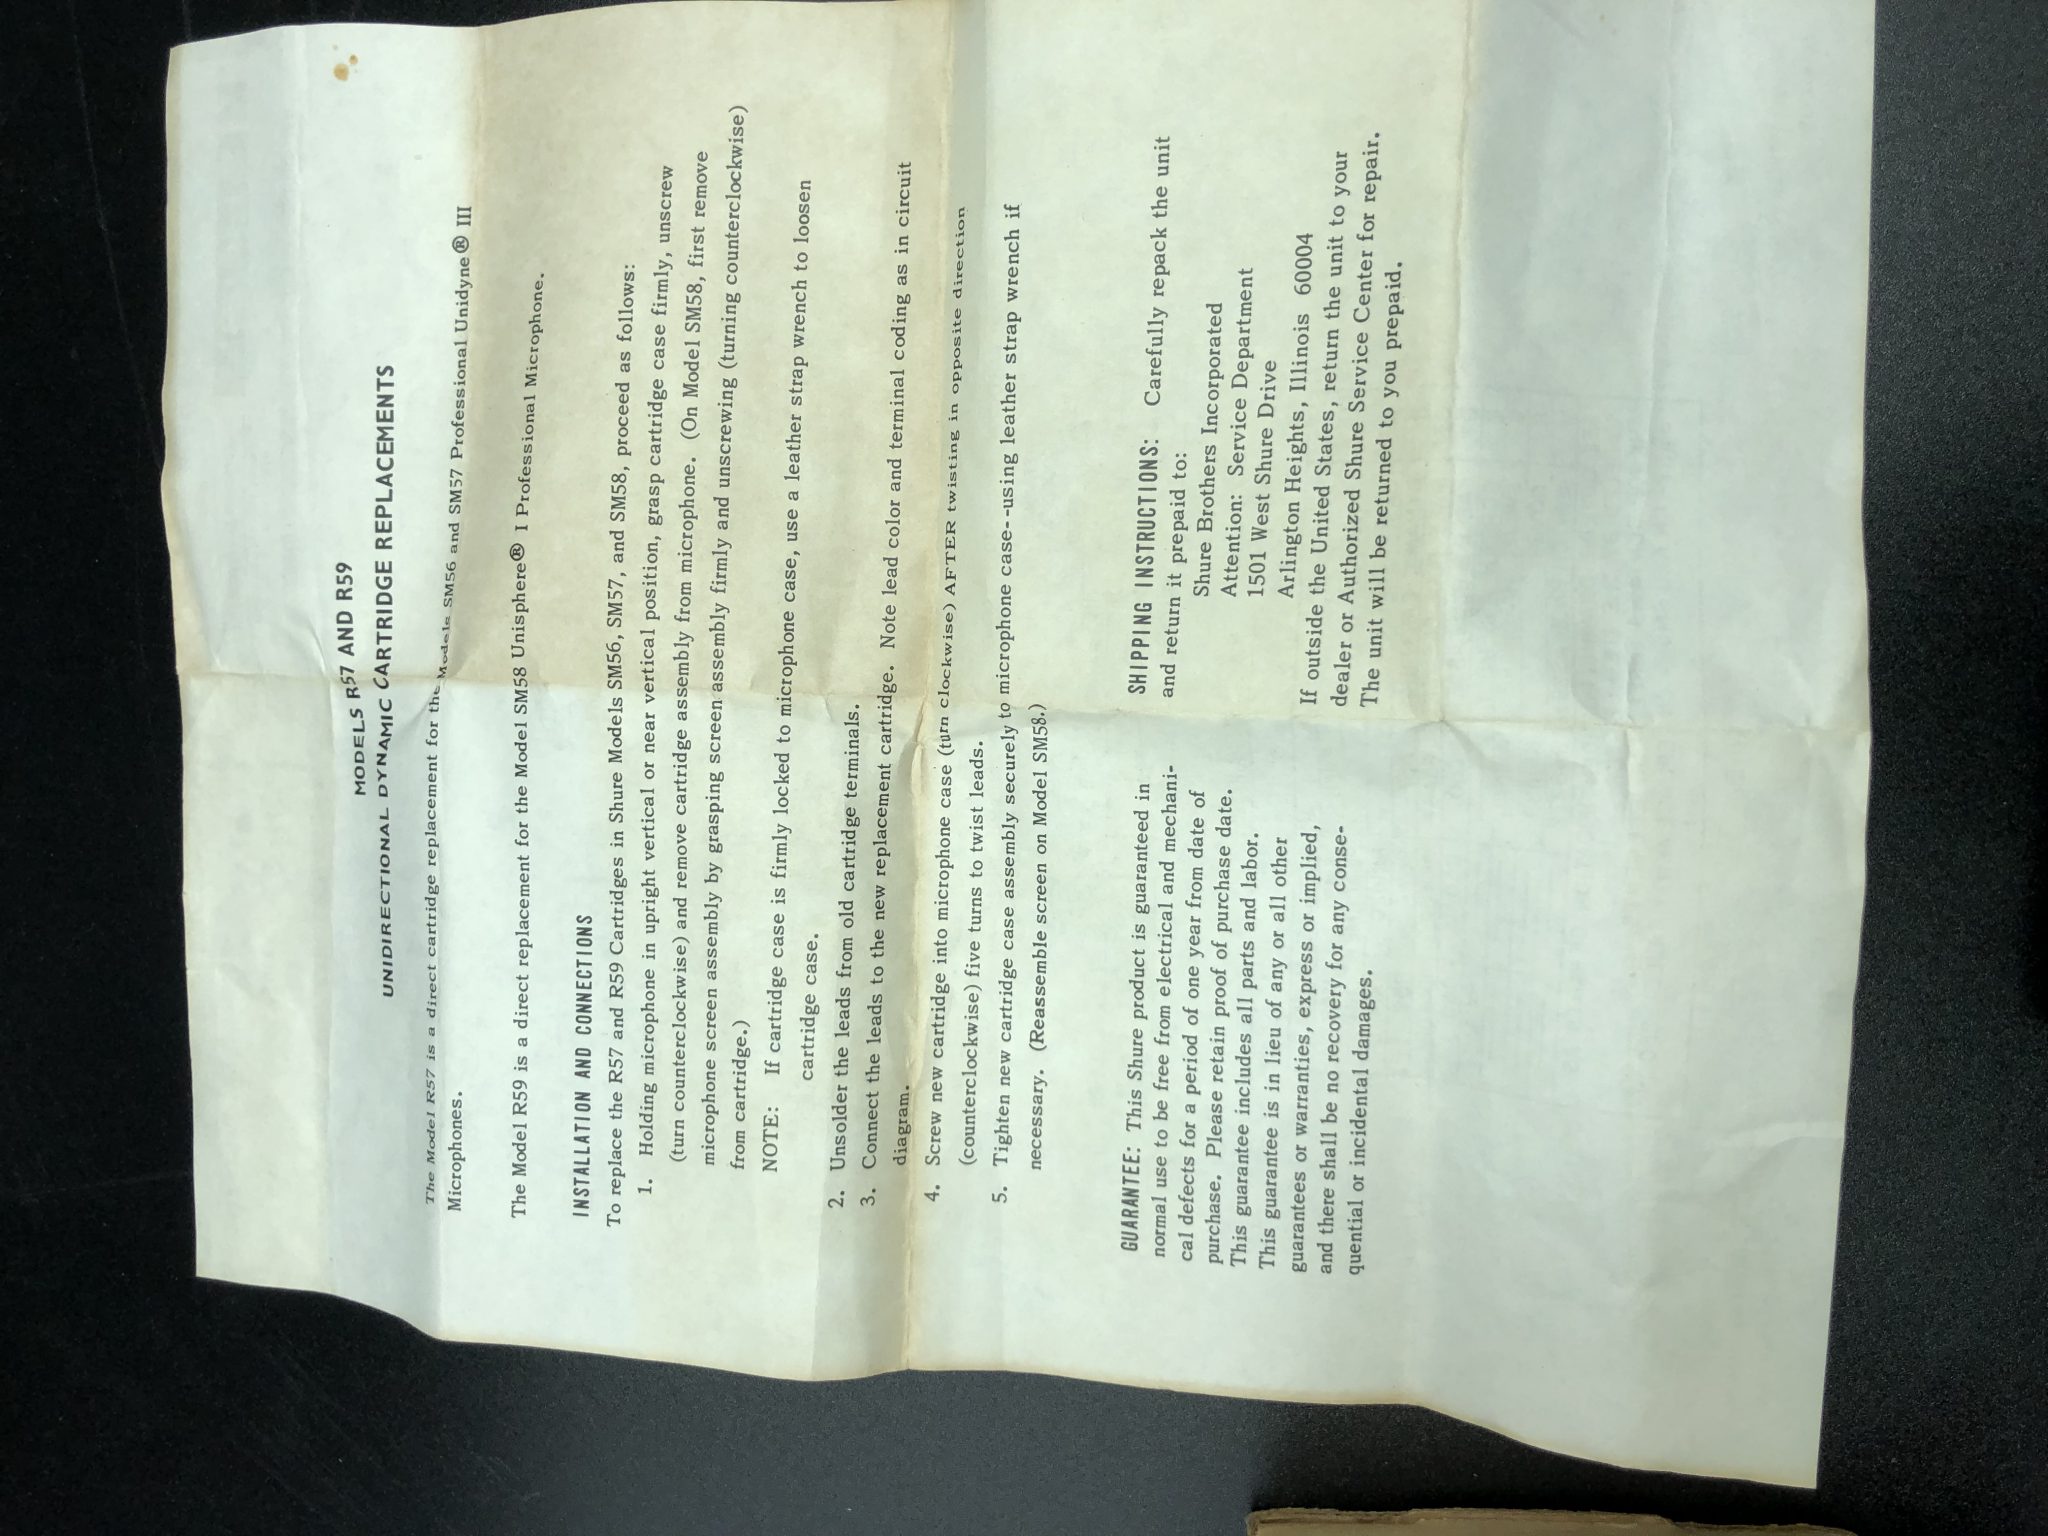 MODELS R57 AND R59
UNIDIRECTIONAL DYNAMIC CARTRIDGE REPLACEMENTS
The Model R57 is a direct cartridge replacement for the Models SM56 and SM57 Professional Unidyne® III
Microphones.
The Model R59 is a direct replacement for the Model SM58 Unisphere® I Professional Microphone.
INSTALLATION AND CONNECTIONS
To replace the R57 and R59 Cartridges in Shure Models SM56, SM57, and SM58, proceed as follows:
1. Holding microphone in upright vertical or near vertical position, grasp cartridge case firmly, unscrew
(turn counterclockwise) and remove cartridge assembly from microphone. (On Model SM58, first remove
microphone screen assembly by grasping screen assembly firmly and unscrewing (turning counterclockwise)
from cartridge.)
NOTE: If cartridge case is firmly locked to microphone case, use a leather strap wrench to loosen
cartridge case.
2. Unsolder the leads from old cartridge terminals.
3. Connect the leads to the new replacement cartridge. Note lead color and terminal coding as in circuit
diagram.
4. Screw new cartridge into microphone case (turn clockwise) AFTER twisting in opposite direction
(counterclockwise) five turns to twist leads.
5. Tighten new cartridge case assembly securely to microphone case--using leather strap wrench if
necessary. (Reassemble screen on Model SM58.)
GUARANTEE: This Shure product is guaranteed in
normal use to be free from electrical and mechani-
cal defects for a period of one year from date of
purchase. Please retain proof of purchase date.
This guarantee includes all parts and labor.
This guarantee is in lieu of any or all other
guarantees or warranties, express or implied,
and there shall be no recovery for any conse-
quential or incidental damages.
SHIPPING INSTRUCTIONS: Carefully repack the unit
and return it prepaid to:
Shure Brothers Incorporated
Attention: Service Department
1501 West Shure Drive
Arlington Heights, Illinois 60004
If outside the United States, return the unit to your
dealer or Authorized Shure Service Center for repair.
The unit will be returned to you prepaid.